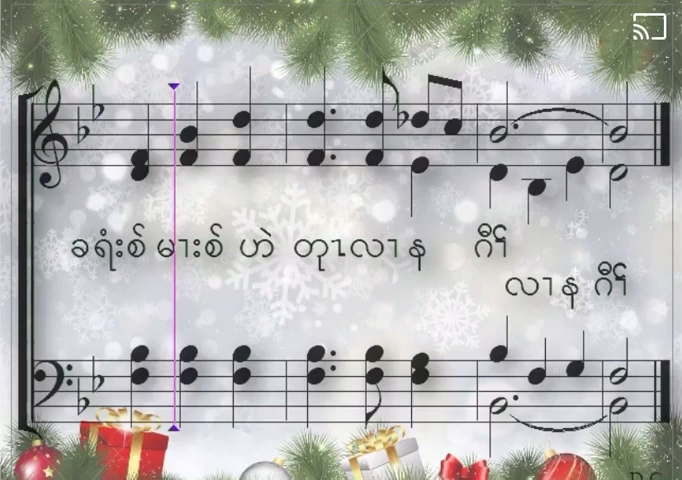 ခရံးစ် မၢးစ် ဟဲ တုၤလၢ န ဂီၢ်
လၢ န ဂီၢ်